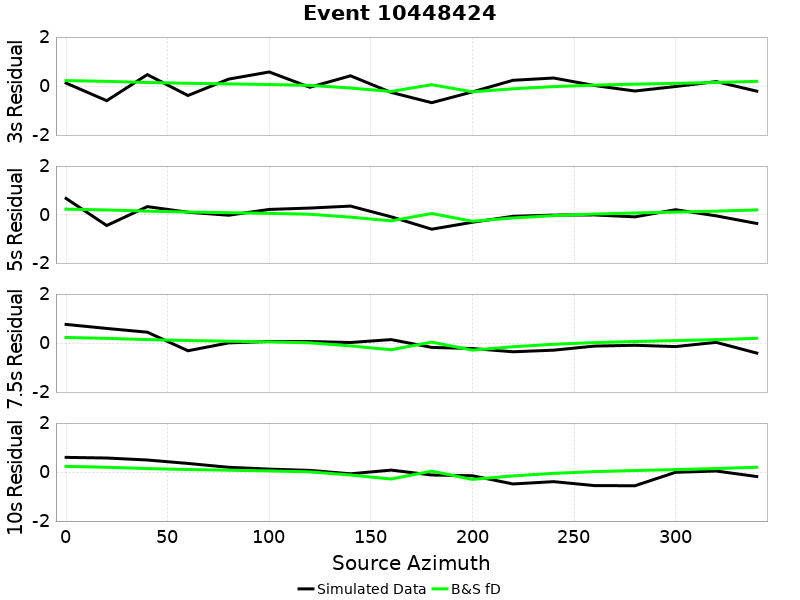 Event 10448424
3s Residual
2
0
-2
5s Residual
2
0
-2
7.5s Residual
2
0
-2
10s Residual
2
0
-2
0 50 100 150 200 250 300
Source Azimuth
Simulated Data B&S fD